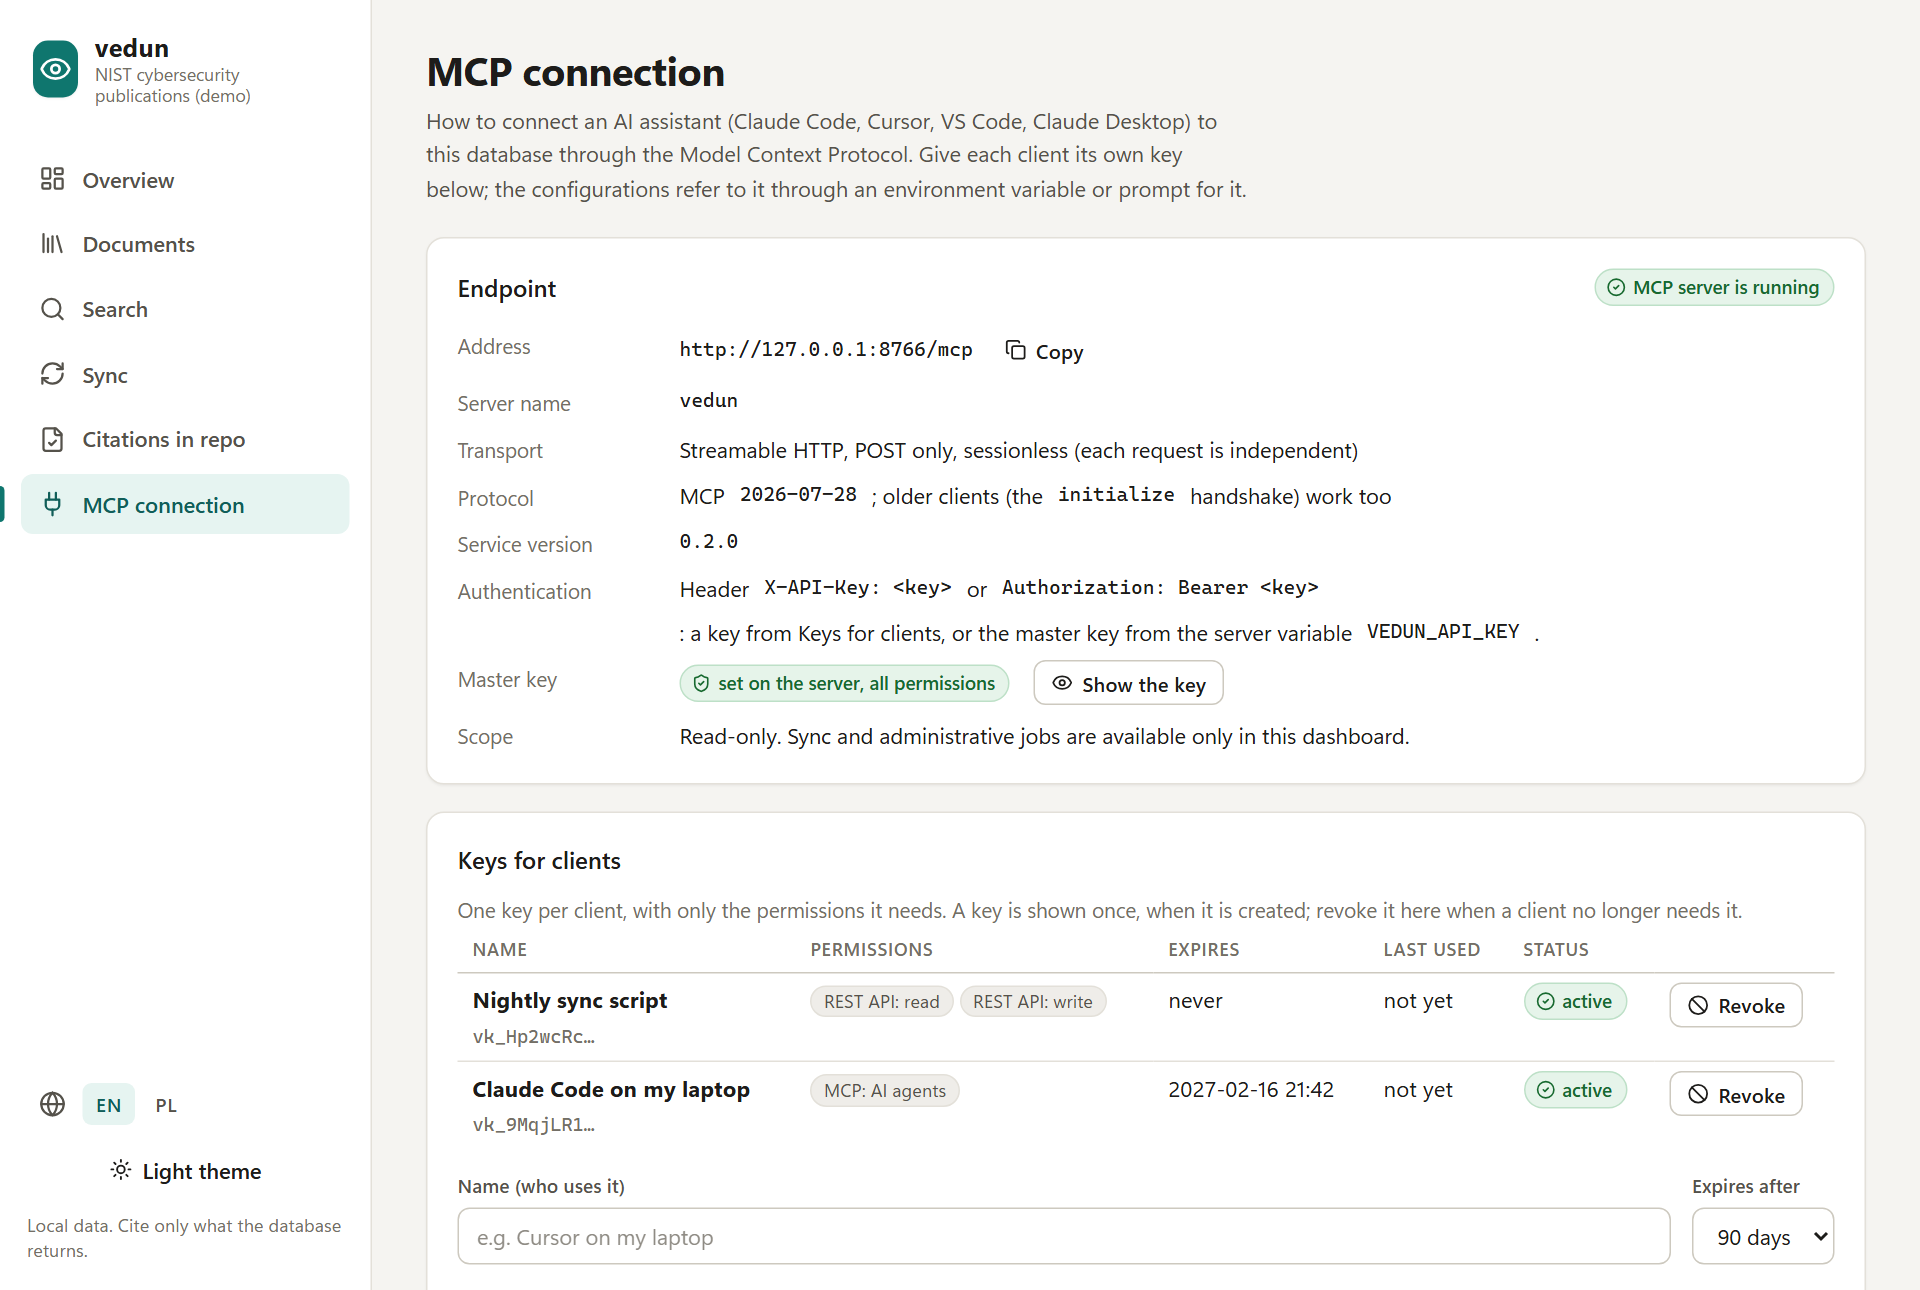 vedun
NIST cybersecurity
publications (demo)
Overview
Documents
Search
Sync
Citations in repo
MCP connection
EN PL
Light theme
Local data. Cite only what the database
returns.
MCP connection
How to connect an AI assistant (Claude Code, Cursor, VS Code, Claude Desktop) to
this database through the Model Context Protocol. Give each client its own key
below; the configurations refer to it through an environment variable or prompt for it.
Endpoint
MCP server is running
Address http://127.0.0.1:8766/mcp Copy
Server name vedun
Transport Streamable HTTP, POST only, sessionless (each request is independent)
Protocol MCP 2026-07-28 ; older clients (the initialize handshake) work too
Service version 0.2.0
Authentication Header X-API-Key: <key> or Authorization: Bearer <key>
: a key from Keys for clients, or the master key from the server variable VEDUN_API_KEY .
Master key set on the server, all permissions Show the key
Scope Read-only. Sync and administrative jobs are available only in this dashboard.
Keys for clients
One key per client, with only the permissions it needs. A key is shown once, when it is created; revoke it here when a client no longer needs it.
NAME PERMISSIONS EXPIRES LAST USED STATUS
Nightly sync script REST API: read REST API: write never not yet active Revoke
vk_Hp2wcRc…
Claude Code on my laptop MCP: AI agents 2027-02-16 21:42 not yet active Revoke
vk_9MqjLR1…
Name (who uses it) Expires after
e.g. Cursor on my laptop 90 days